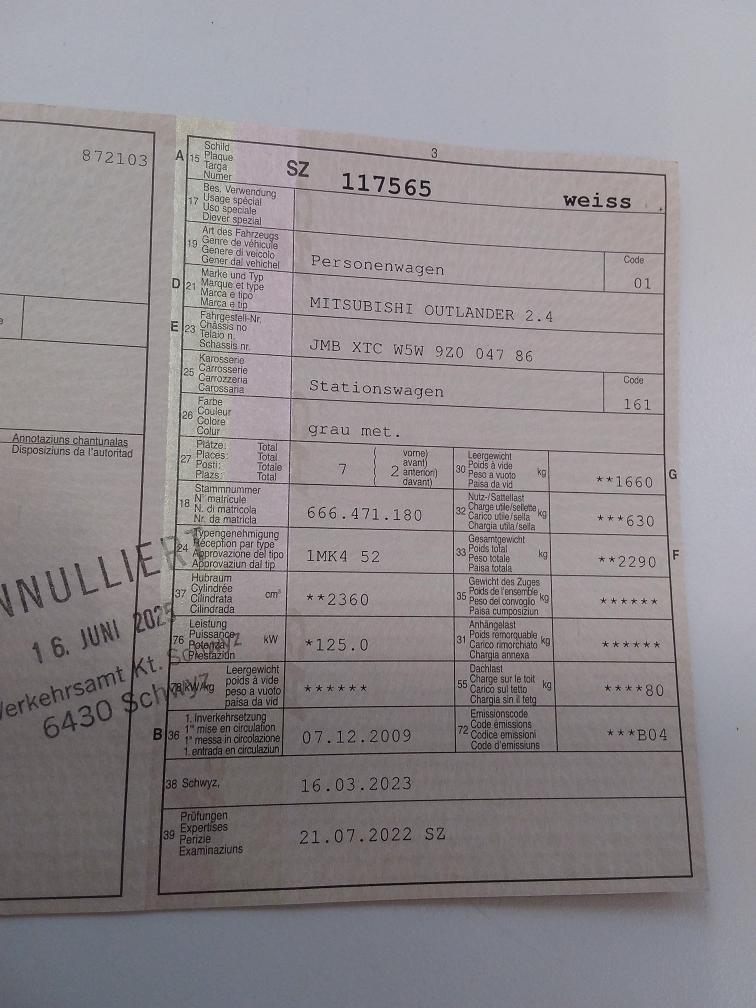 872103
3
A
15
Schild
Plaque
Targa
Numer
SZ 117565 weiss
17
Bes. Verwendung
Usage spécial
Uso speciale
Diever spezial
19
Art des Fahrzeugs
Genre de véhicule
Genere di veicolo
Gener dal vehichel
Personenwagen
Code
01
D
21
Marke und Typ
Marque et type
Marca e tipo
Marca e tip
MITSUBISHI OUTLANDER 2.4
E
23
Fahrgestell-Nr.
Châssis no
Telaio n.
Schassis nr.
JMB XTC W5W 9Z0 047 86
25
Karosserie
Carrosserie
Carrozzeria
Carossaria
Stationswagen
Code
161
26
Farbe
Couleur
Colore
Colur
grau met.
27
Plätze: Total
Places: Total
Posti: Totale
Plazs: Total
7
2
vorne)
avant)
anteriori)
davant)
30
Leergewicht
Poids à vide
Peso a vuoto
Paisa da vid
kg
**1660
G
18
Stammnummer
N° matricule
N. di matricola
Nr. da matricla
666.471.180
32
Nutz-/Sattellast
Charge utile/sellette
Carico utile/sella
Chargia utila/sella
kg
***630
24
Typengenehmigung
Réception par type
Approvazione del tipo
Approvaziun dal tip
1MK4 52
33
Gesamtgewicht
Poids total
Peso totale
Paisa totala
kg
**2290
F
37
Hubraum
Cylindrée
Cilindrata
Cilindrada
cm³
**2360
35
Gewicht des Zuges
Poids de l'ensemble
Peso del convoglio
Paisa cumposiziun
kg
******
76
Leistung
Puissance
Potenza
Prestaziun
kW
*125.0
31
Anhängelast
Poids remorquable
Carico rimorchiato
Chargia annexa
kg
******
78
kW/kg
Leergewicht
poids à vide
peso a vuoto
paisa da vid
******
55
Dachlast
Charge sur le toit
Carico sul tetto
Chargia sin il tetg
kg
****80
B
36
1. Inverkehrsetzung
1re mise en circulation
1a messa in circolazione
1. entrada en circulaziun
07.12.2009
72
Emissionscode
Code émissions
Codice emissioni
Code d'emissiuns
***B04
38 Schwyz,
16.03.2023
39
Prüfungen
Expertises
Perizie
Examinaziuns
21.07.2022 SZ
Annotaziuns chantunalas
Disposiziuns da l'autoritad
NNULLIERT
16. JUNI 2025
Verkehrsamt Kt. Schwyz
6430 Schwyz